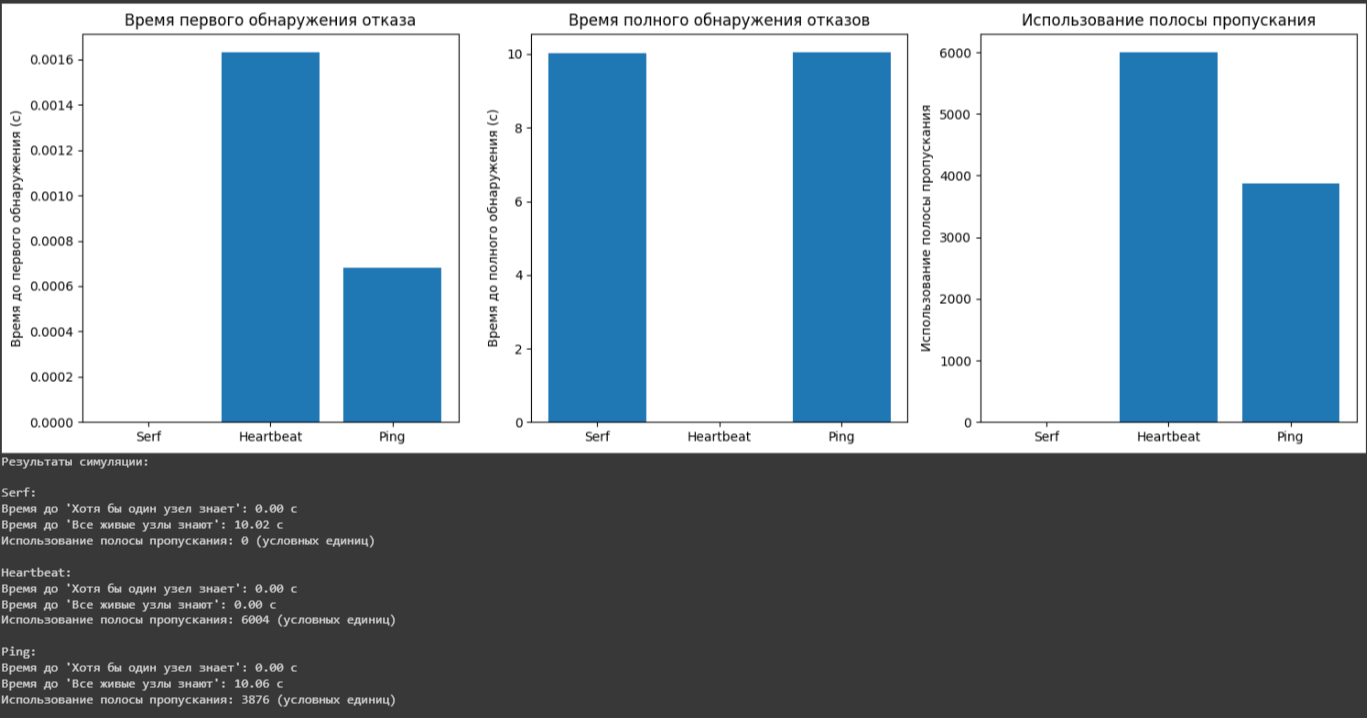 Время первого обнаружения отказа
Время до первого обнаружения (с)
0.0016
0.0014
0.0012
0.0010
0.0008
0.0006
0.0004
0.0002
0.0000
Serf
Heartbeat
Ping
Время полного обнаружения отказов
Время до полного обнаружения (с)
10
8
6
4
2
0
Serf
Heartbeat
Ping
Использование полосы пропускания
Использование полосы пропускания
6000
5000
4000
3000
2000
1000
0
Serf
Heartbeat
Ping
Результаты симуляции:
Serf:
Время до 'Хотя бы один узел знает': 0.00 с
Время до 'Все живые узлы знают': 10.02 с
Использование полосы пропускания: 0 (условных единиц)
Heartbeat:
Время до 'Хотя бы один узел знает': 0.00 с
Время до 'Все живые узлы знают': 0.00 с
Использование полосы пропускания: 6004 (условных единиц)
Ping:
Время до 'Хотя бы один узел знает': 0.00 с
Время до 'Все живые узлы знают': 10.06 с
Использование полосы пропускания: 3876 (условных единиц)